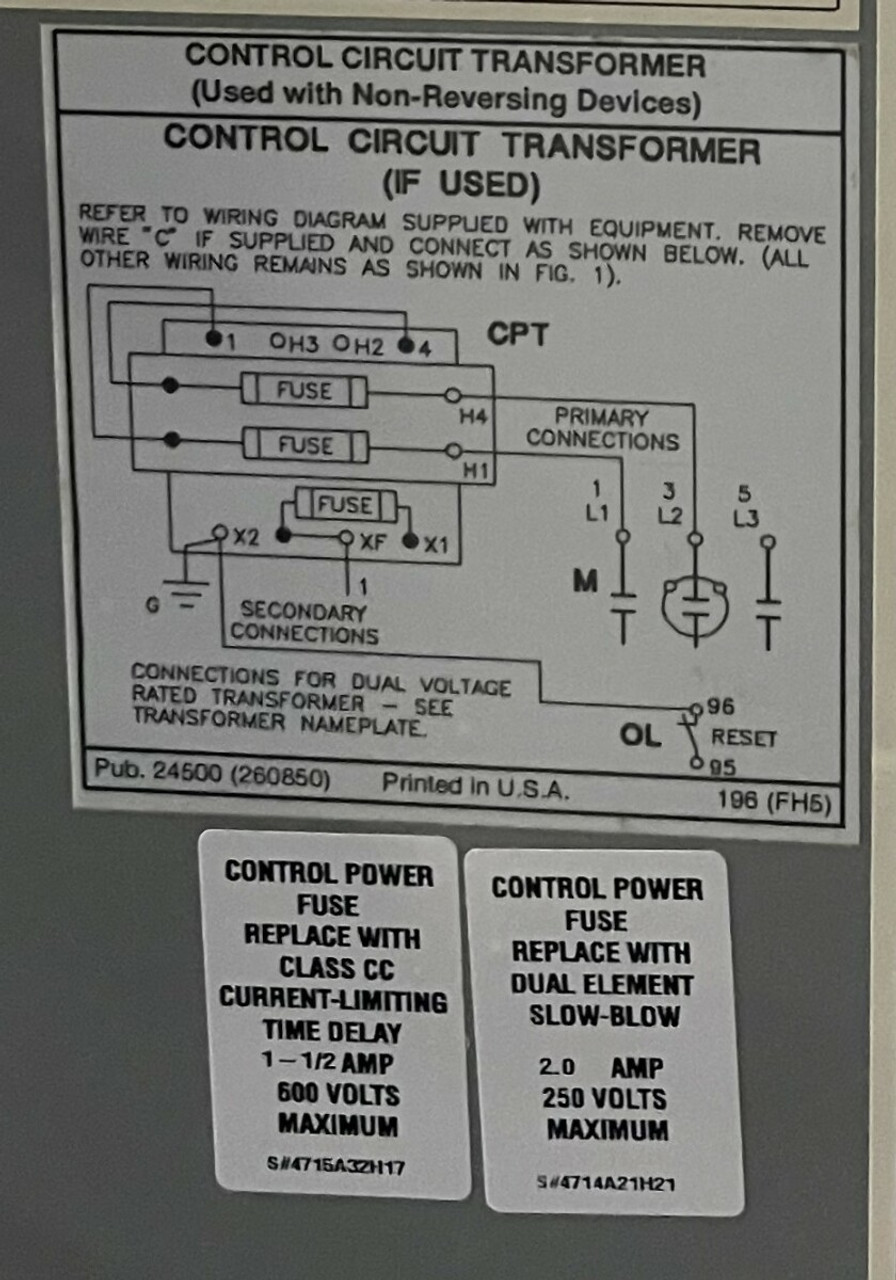 CONTROL CIRCUIT TRANSFORMER
(Used with Non-Reversing Devices)
CONTROL CIRCUIT TRANSFORMER
(IF USED)
REFER TO WIRING DIAGRAM SUPPLIED WITH EQUIPMENT. REMOVE
WIRE "C" IF SUPPLIED AND CONNECT AS SHOWN BELOW. (ALL
OTHER WIRING REMAINS AS SHOWN IN FIG. 1).
CPT
1 H3 H2 4
FUSE
H4
PRIMARY
CONNECTIONS
FUSE
H1
1 3 5
L1 L2 L3
FUSE
X2 XF X1
M
1
G
SECONDARY
CONNECTIONS
CONNECTIONS FOR DUAL VOLTAGE
RATED TRANSFORMER – SEE
TRANSFORMER NAMEPLATE.
96
OL RESET
95
Pub. 24500 (260850) Printed in U.S.A. 196 (FH5)
CONTROL POWER
FUSE
REPLACE WITH
CLASS CC
CURRENT-LIMITING
TIME DELAY
1-1/2 AMP
600 VOLTS
MAXIMUM
S#4715A32H17
CONTROL POWER
FUSE
REPLACE WITH
DUAL ELEMENT
SLOW-BLOW
2.0 AMP
250 VOLTS
MAXIMUM
S#4714A21H21